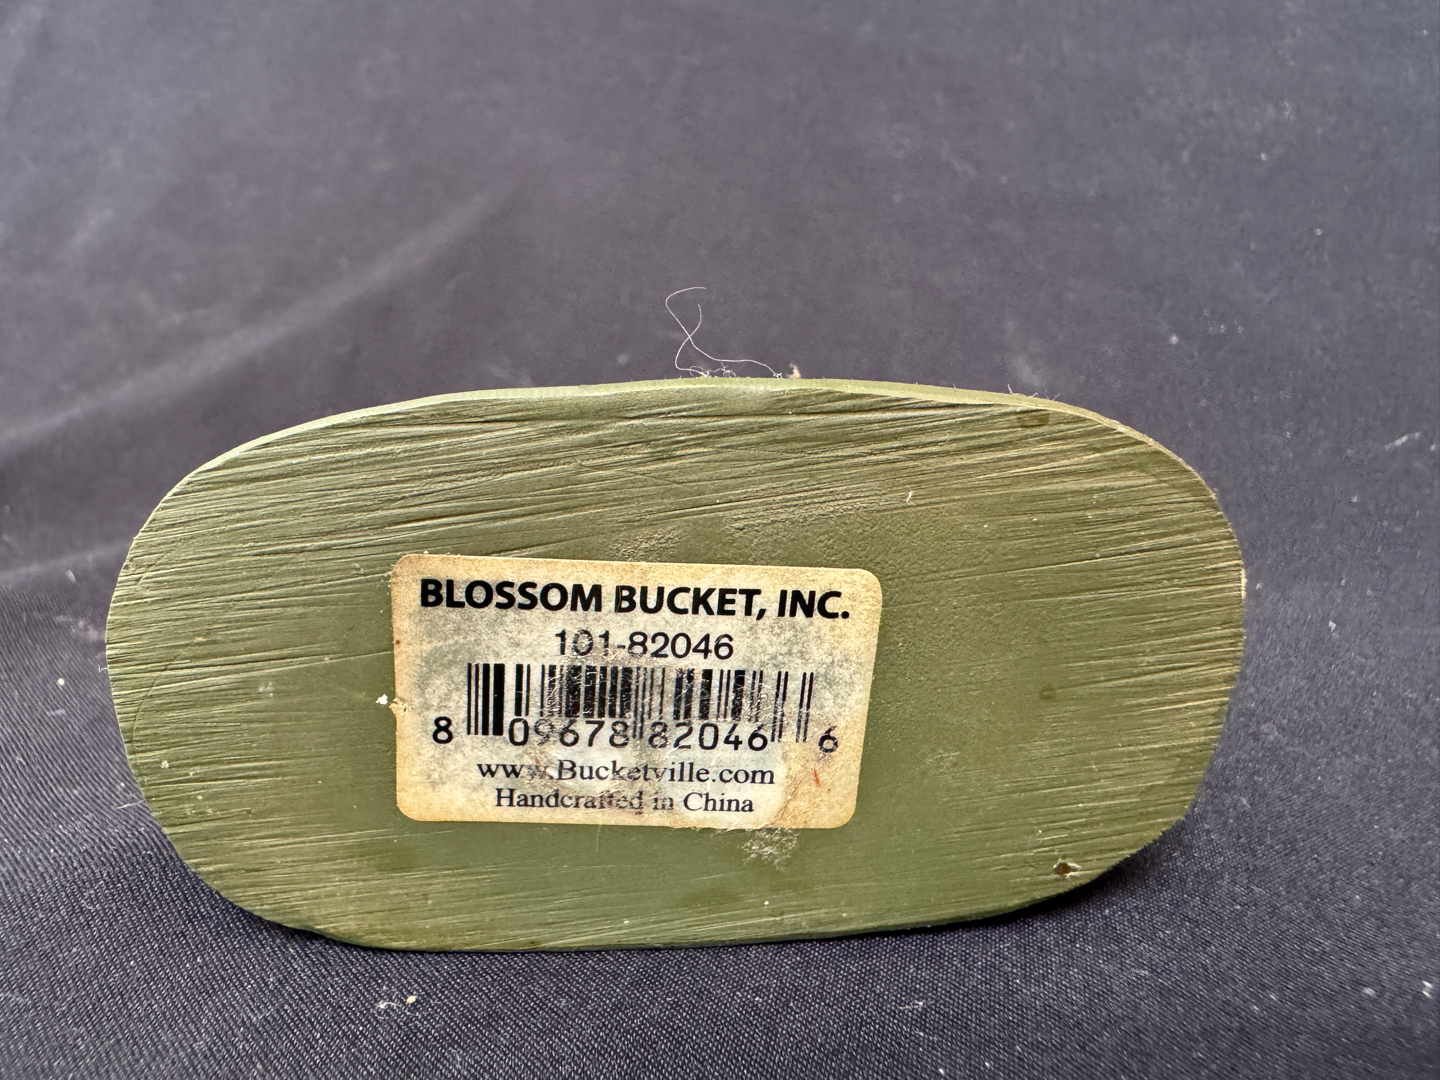 BLOSSOM BUCKET, INC.
101-82046
8 09678 82046 6
www.Bucketville.com
Handcrafted in China